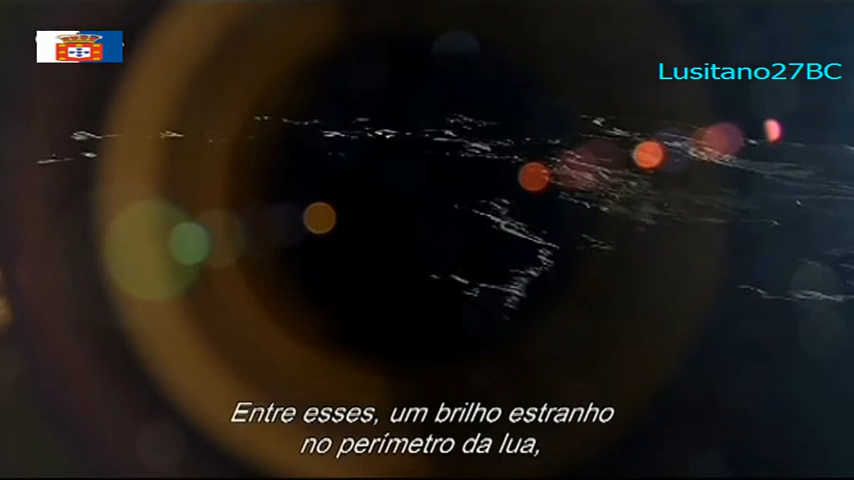 Lusitano27BC
Entre esses, um brilho estranho
no perímetro da lua,